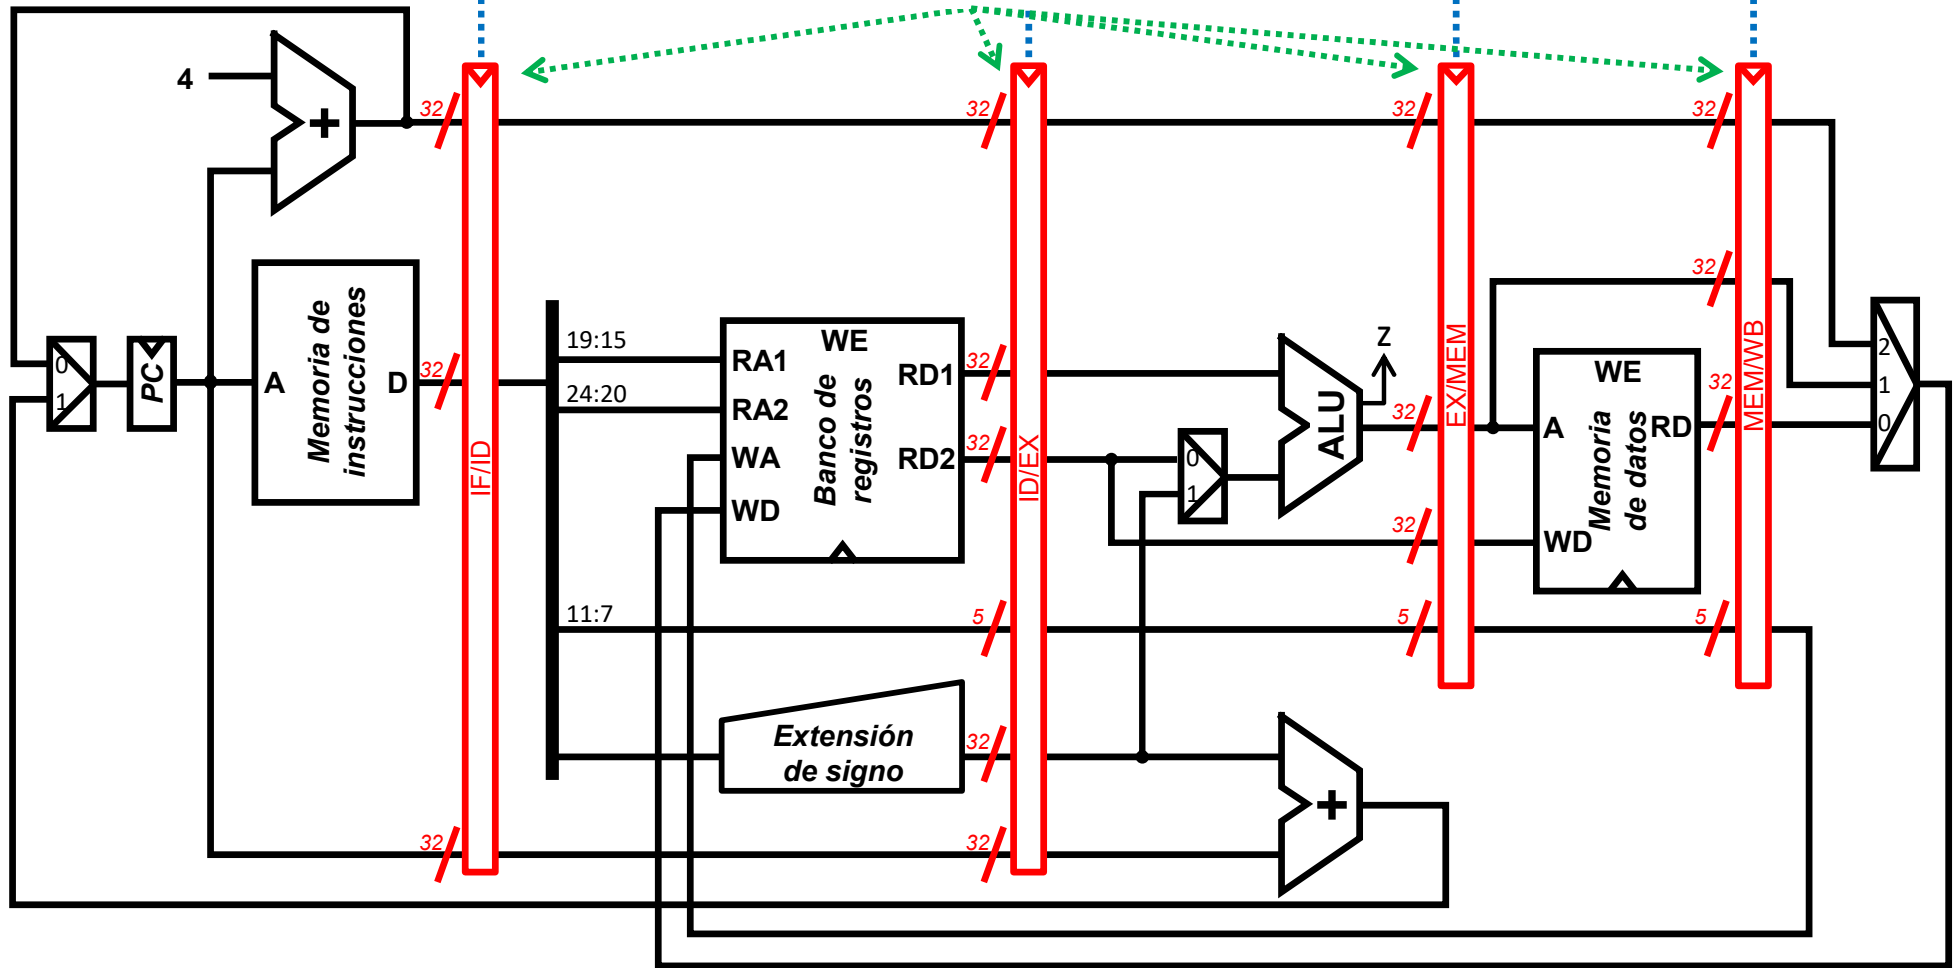 4
+
32
32
32
32
0
1
PC
A
Memoria de
instrucciones
D
32
IF/ID
32
19:15
24:20
11:7
RA1
RA2
WA
WD
WE
Banco de
registros
RD1
RD2
32
32
5
Extensión
de signo
32
32
ID/EX
0
1
ALU
Z
32
32
5
+
EX/MEM
A
WD
WE
Memoria
de datos
RD
32
32
5
MEM/WB
2
1
0